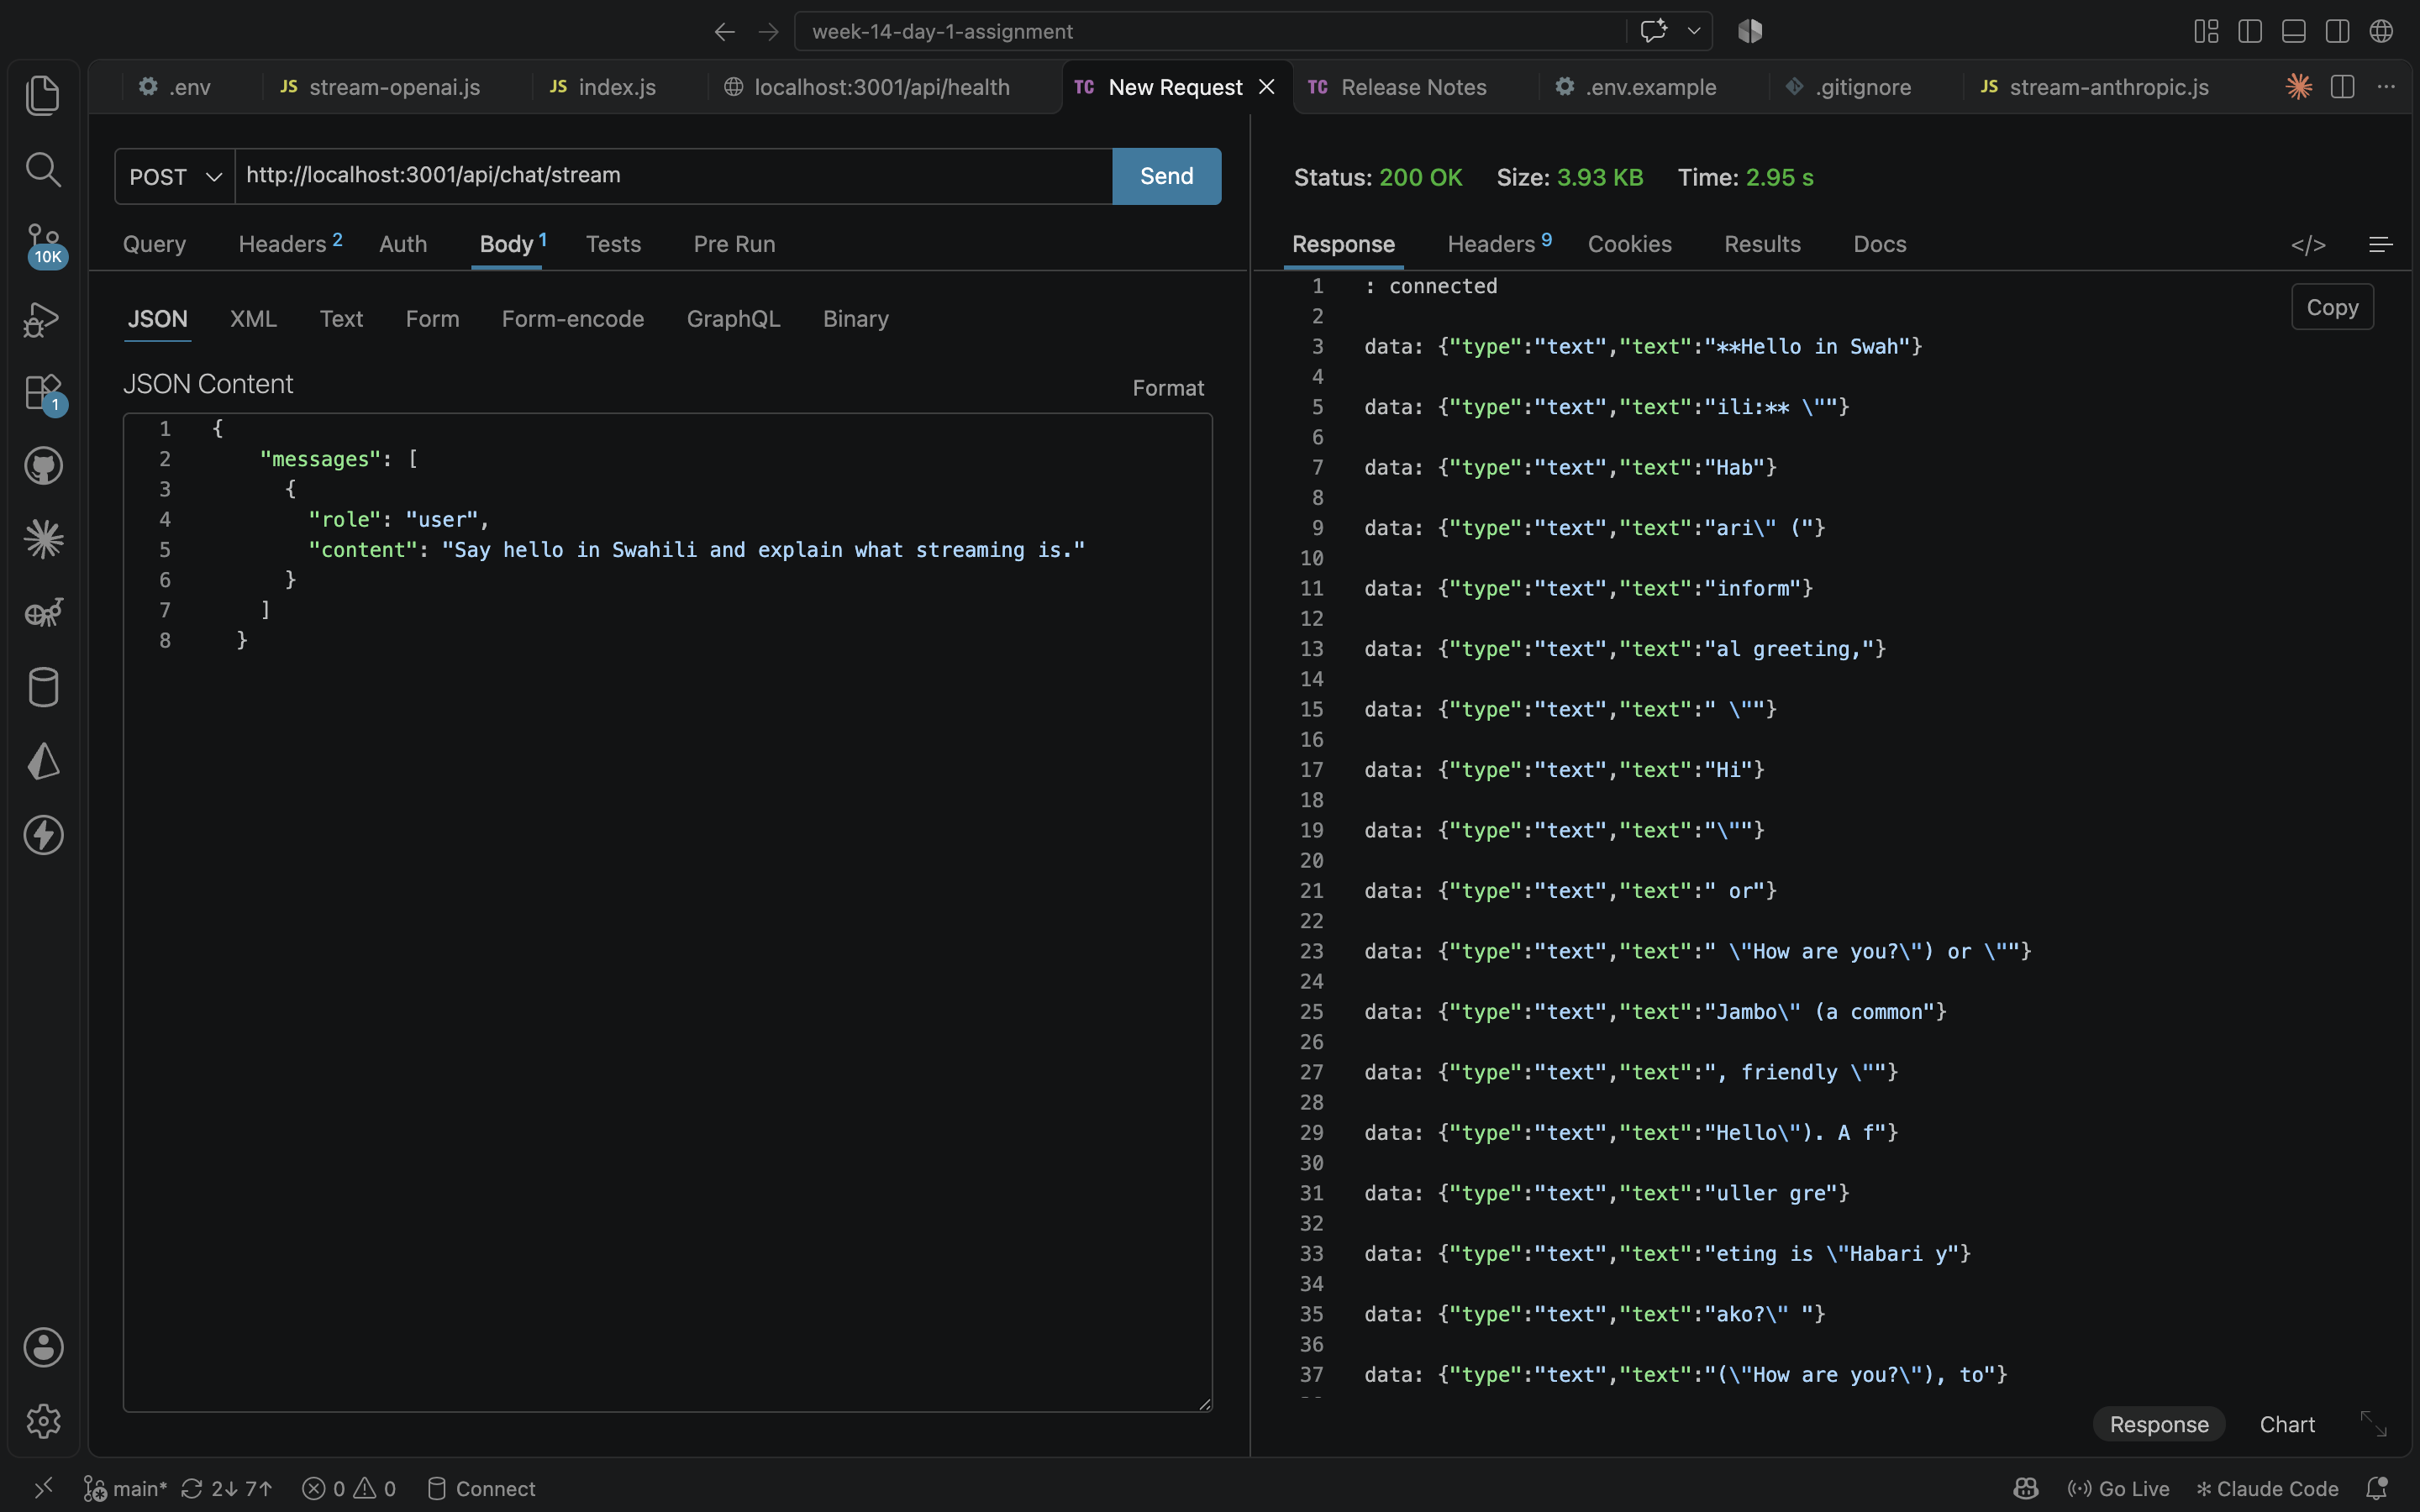 week-14-day-1-assignment
.env
JS stream-openai.js
JS index.js
localhost:3001/api/health
TC New Request
TC Release Notes
.env.example
.gitignore
JS stream-anthropic.js
10K
1
POST http://localhost:3001/api/chat/stream Send
Query Headers 2 Auth Body 1 Tests Pre Run
JSON XML Text Form Form-encode GraphQL Binary
JSON Content Format
1 {
2 "messages": [
3 {
4 "role": "user",
5 "content": "Say hello in Swahili and explain what streaming is."
6 }
7 ]
8 }
Status: 200 OK Size: 3.93 KB Time: 2.95 s
Response Headers 9 Cookies Results Docs </>
Copy
1 : connected
2
3 data: {"type":"text","text":"**Hello in Swah"}
4
5 data: {"type":"text","text":"ili:** \""}
6
7 data: {"type":"text","text":"Hab"}
8
9 data: {"type":"text","text":"ari\" ("}
10
11 data: {"type":"text","text":"inform"}
12
13 data: {"type":"text","text":"al greeting,"}
14
15 data: {"type":"text","text":" \""}
16
17 data: {"type":"text","text":"Hi"}
18
19 data: {"type":"text","text":"\""}
20
21 data: {"type":"text","text":" or"}
22
23 data: {"type":"text","text":" \"How are you?\") or \""}
24
25 data: {"type":"text","text":"Jambo\" (a common"}
26
27 data: {"type":"text","text":", friendly \""}
28
29 data: {"type":"text","text":"Hello\"). A f"}
30
31 data: {"type":"text","text":"uller gre"}
32
33 data: {"type":"text","text":"eting is \"Habari y"}
34
35 data: {"type":"text","text":"ako?\" "}
36
37 data: {"type":"text","text":"(\"How are you?\"), to"}
Response Chart
main* 2↓ 7↑ 0 0 Connect
Go Live Claude Code